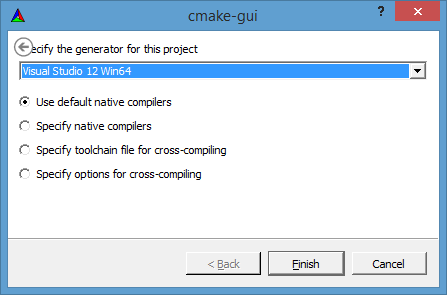 cmake-gui
ecify the generator for this project
Visual Studio 12 Win64
Use default native compilers
Specify native compilers
Specify toolchain file for cross-compiling
Specify options for cross-compiling
< Back
Finish
Cancel